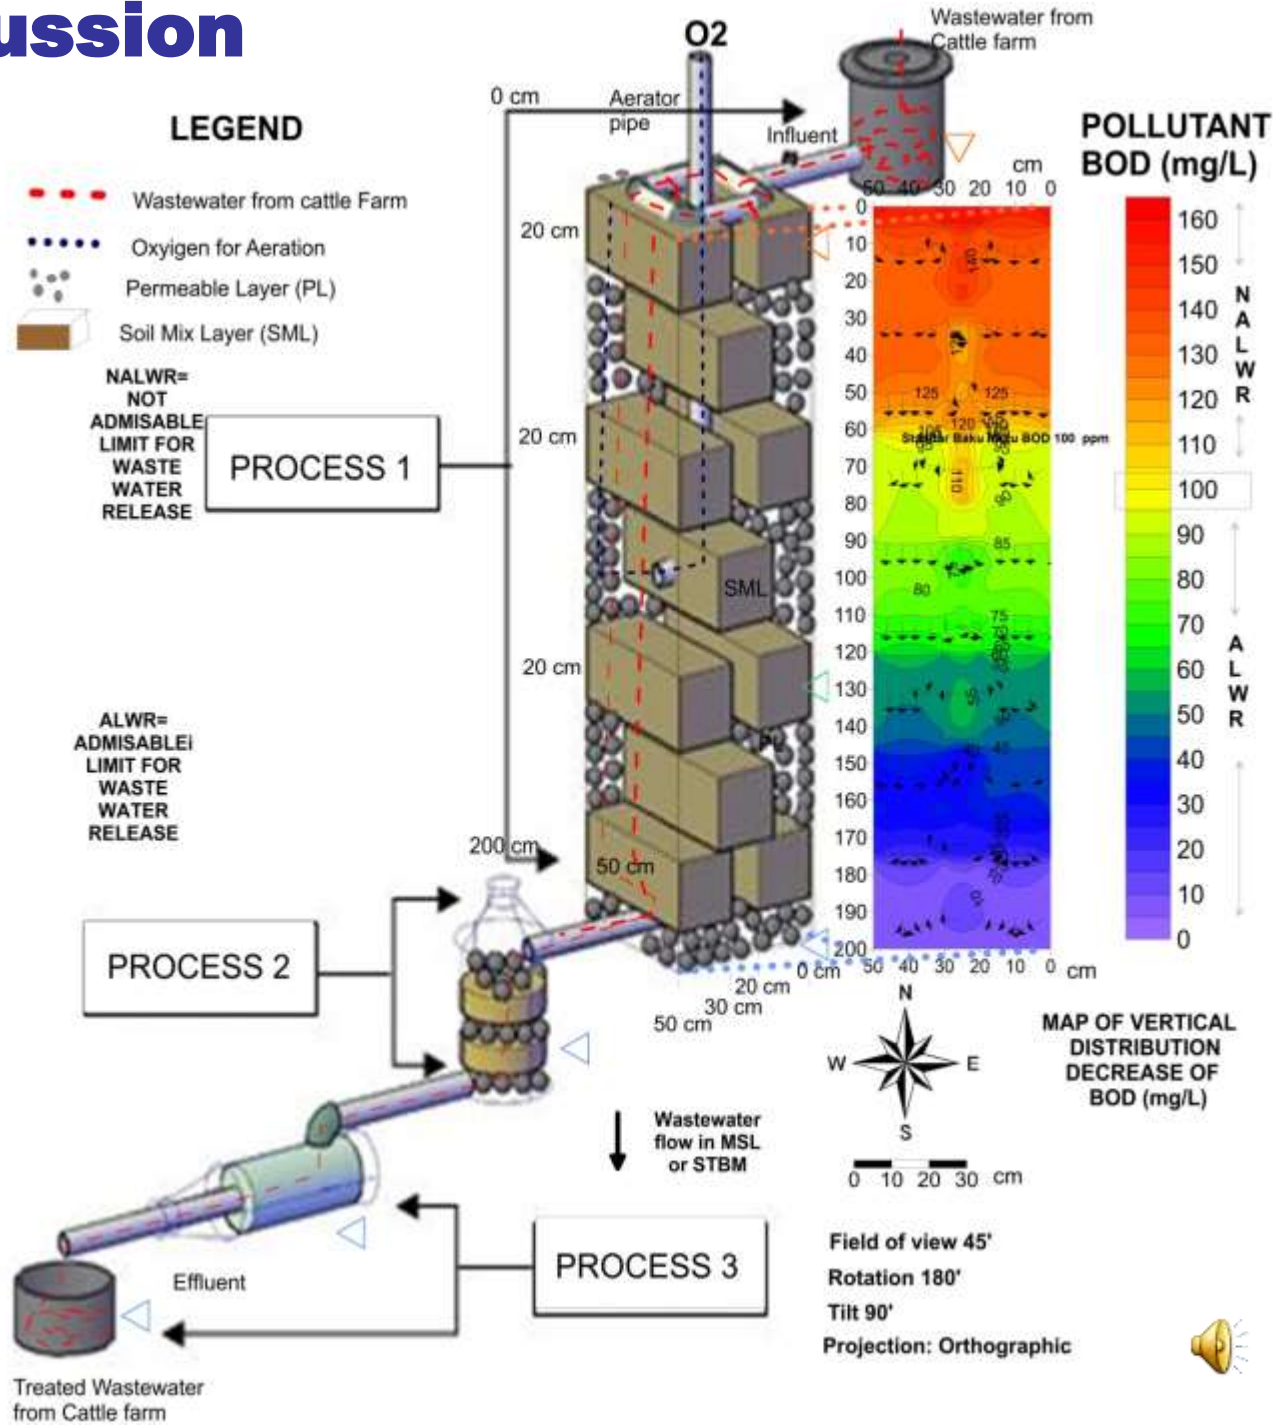 ussion
LEGEND
Wastewater from cattle Farm
Oxyigen for Aeration
Permeable Layer (PL)
Soil Mix Layer (SML)
NALWR=
NOT
ADMISABLE
LIMIT FOR
WASTE
WATER
RELEASE
PROCESS 1
ALWR=
ADMISABLEi
LIMIT FOR
WASTE
WATER
RELEASE
PROCESS 2
O2
Wastewater from
Cattle farm
0 cm
Aerator
pipe
Influent
20 cm
20 cm
SML
20 cm
200 cm
50 cm
0 cm
20 cm
30 cm
50 cm
cm
50 40 30 20 10 0
0
10
20
30
40
50
60
70
80
90
100
110
120
130
140
150
160
170
180
190
200
50 40 30 20 10 0 cm
140
125 125
120
Baku BOD 100 ppm
110
90
85
80
75
POLLUTANT
BOD (mg/L)
160
150
140
130
120
110
100
90
80
70
60
50
40
30
20
10
0
N
A
L
W
R
A
L
W
R
N
W E
S
0 10 20 30 cm
MAP OF VERTICAL
DISTRIBUTION
DECREASE OF
BOD (mg/L)
Wastewater
flow in MSL
or STBM
PROCESS 3
Field of view 45'
Rotation 180'
Tilt 90'
Projection: Orthographic
Effluent
Treated Wastewater
from Cattle farm